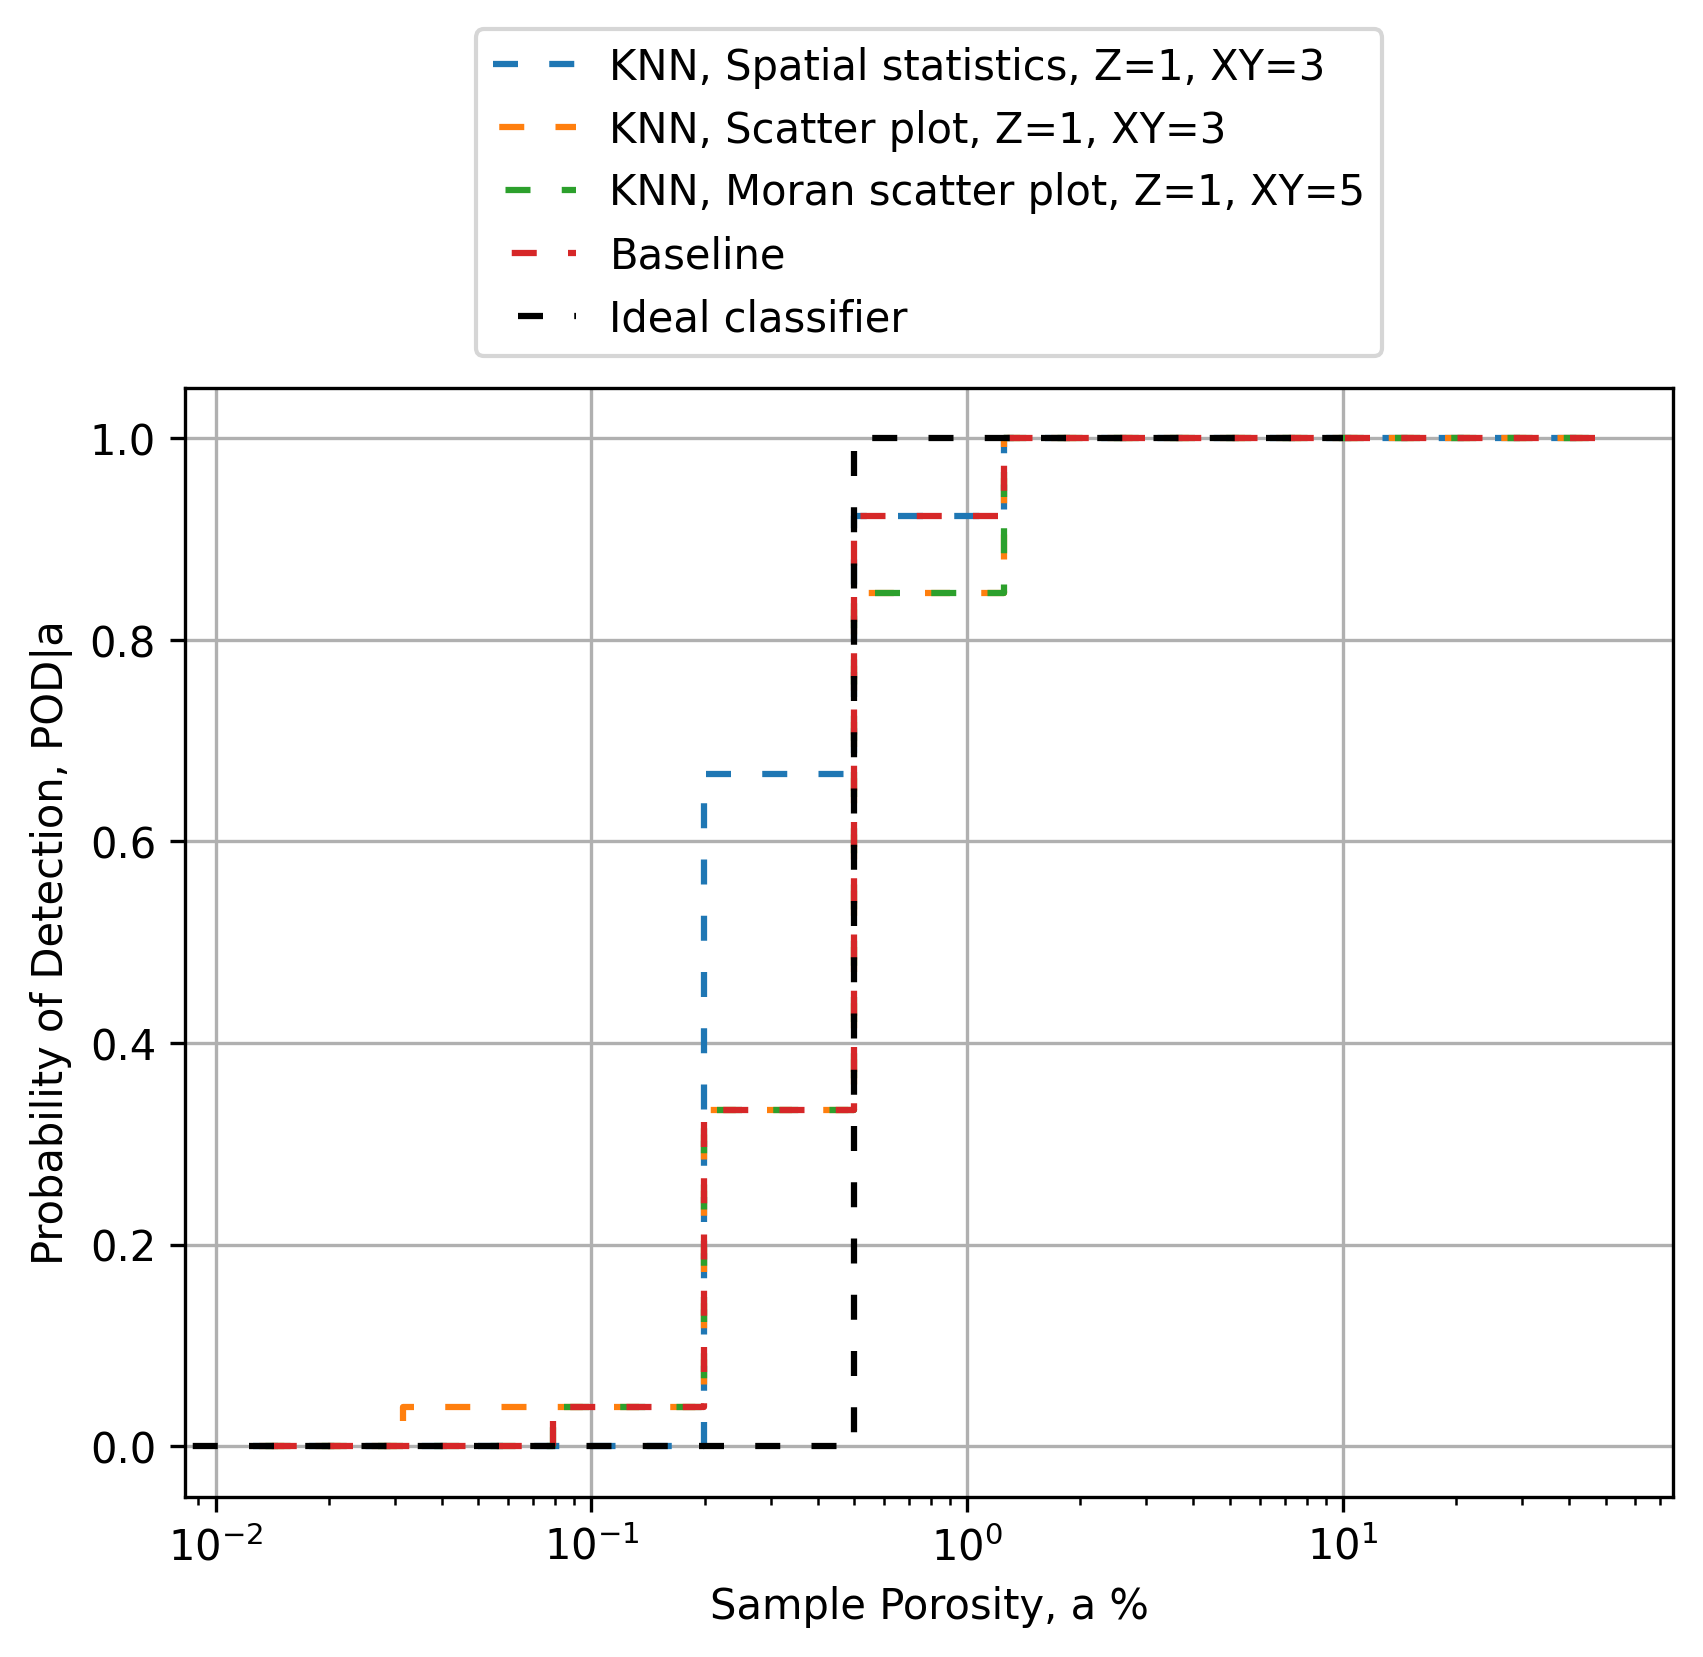 KNN, Spatial statistics, Z=1, XY=3
KNN, Scatter plot, Z=1, XY=3
KNN, Moran scatter plot, Z=1, XY=5
Baseline
Ideal classifier
1.0
0.8
0.6
0.4
0.2
0.0
Probability of Detection, POD|a
10⁻² 10⁻¹ 10⁰ 10¹
Sample Porosity, a %